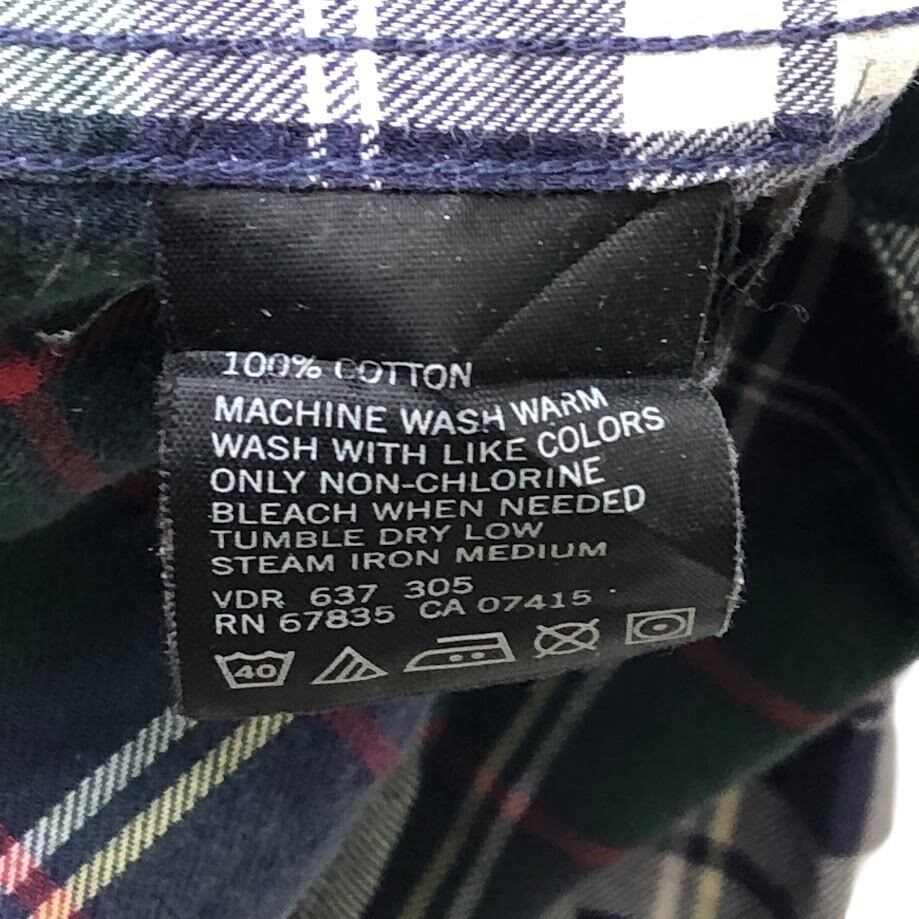 100% COTTON
MACHINE WASH WARM
WASH WITH LIKE COLORS
ONLY NON-CHLORINE
BLEACH WHEN NEEDED
TUMBLE DRY LOW
STEAM IRON MEDIUM
VDR 637 305
RN 67835 CA 07415
40